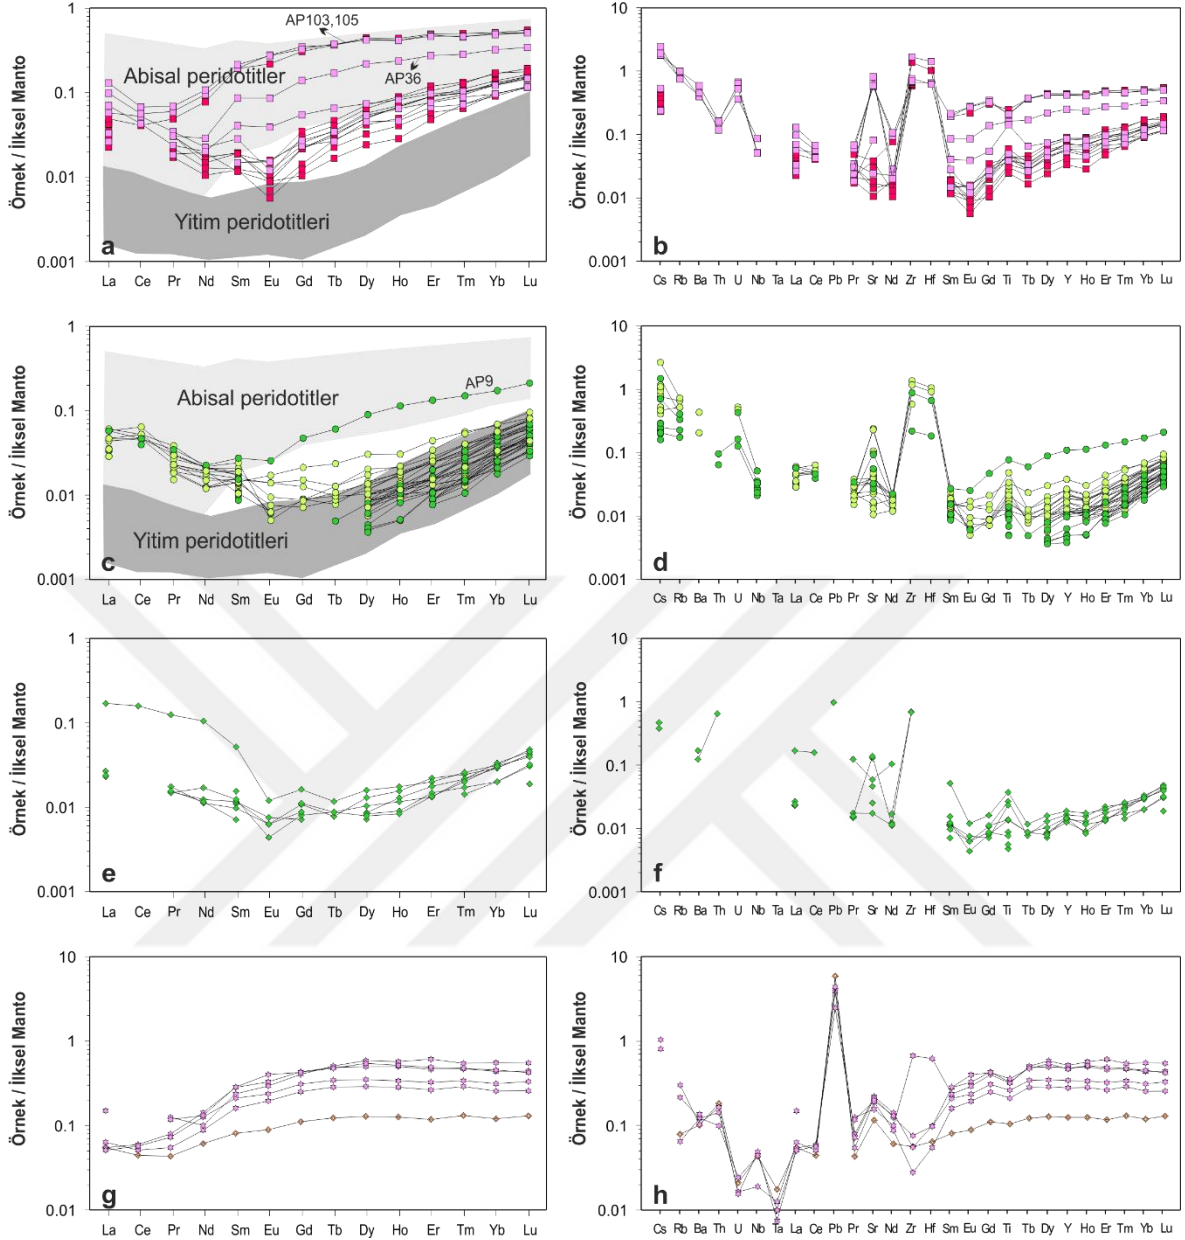 Örnek / İlksel Manto
1
0.1
0.01
0.001
AP103,105
Abisal peridotitler
AP36
Yitim peridotitleri
a
La Ce Pr Nd Sm Eu Gd Tb Dy Ho Er Tm Yb Lu
Örnek / İlksel Manto
10
1
0.1
0.01
0.001
b
Cs Rb Ba Th U Nb Ta La Ce Pb Pr Sr Nd Zr Hf Sm Eu Gd Ti Tb Dy Y Ho Er Tm Yb Lu
Örnek / İlksel Manto
1
0.1
0.01
0.001
AP9
Abisal peridotitler
Yitim peridotitleri
c
La Ce Pr Nd Sm Eu Gd Tb Dy Ho Er Tm Yb Lu
Örnek / İlksel Manto
10
1
0.1
0.01
0.001
d
Cs Rb Ba Th U Nb Ta La Ce Pb Pr Sr Nd Zr Hf Sm Eu Gd Ti Tb Dy Y Ho Er Tm Yb Lu
Örnek / İlksel Manto
1
0.1
0.01
0.001
e
La Ce Pr Nd Sm Eu Gd Tb Dy Ho Er Tm Yb Lu
Örnek / İlksel Manto
10
1
0.1
0.01
0.001
f
Cs Rb Ba Th U Nb Ta La Ce Pb Pr Sr Nd Zr Hf Sm Eu Gd Ti Tb Dy Y Ho Er Tm Yb Lu
Örnek / İlksel Manto
10
1
0.1
0.01
g
La Ce Pr Nd Sm Eu Gd Tb Dy Ho Er Tm Yb Lu
Örnek / İlksel Manto
10
1
0.1
0.01
h
Cs Rb Ba Th U Nb Ta La Ce Pb Pr Sr Nd Zr Hf Sm Eu Gd Ti Tb Dy Y Ho Er Tm Yb Lu